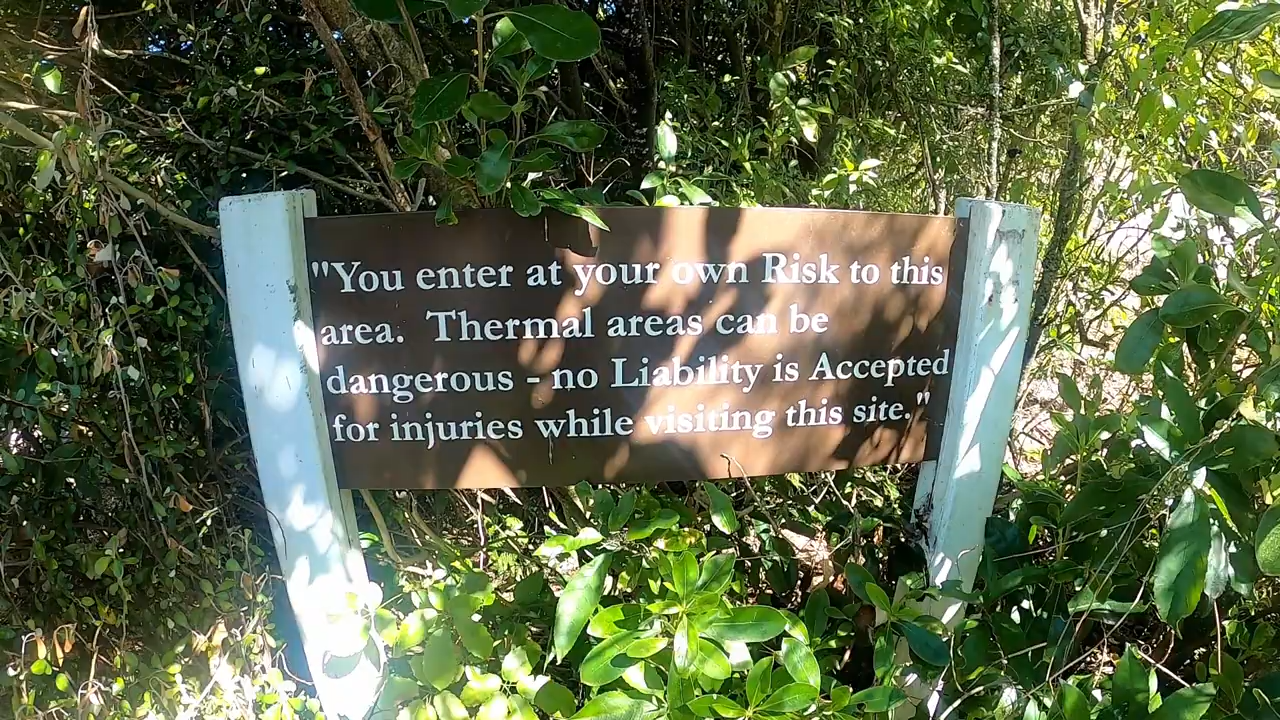 "You enter at your own Risk to this
area. Thermal areas can be
dangerous - no Liability is Accepted
for injuries while visiting this site."